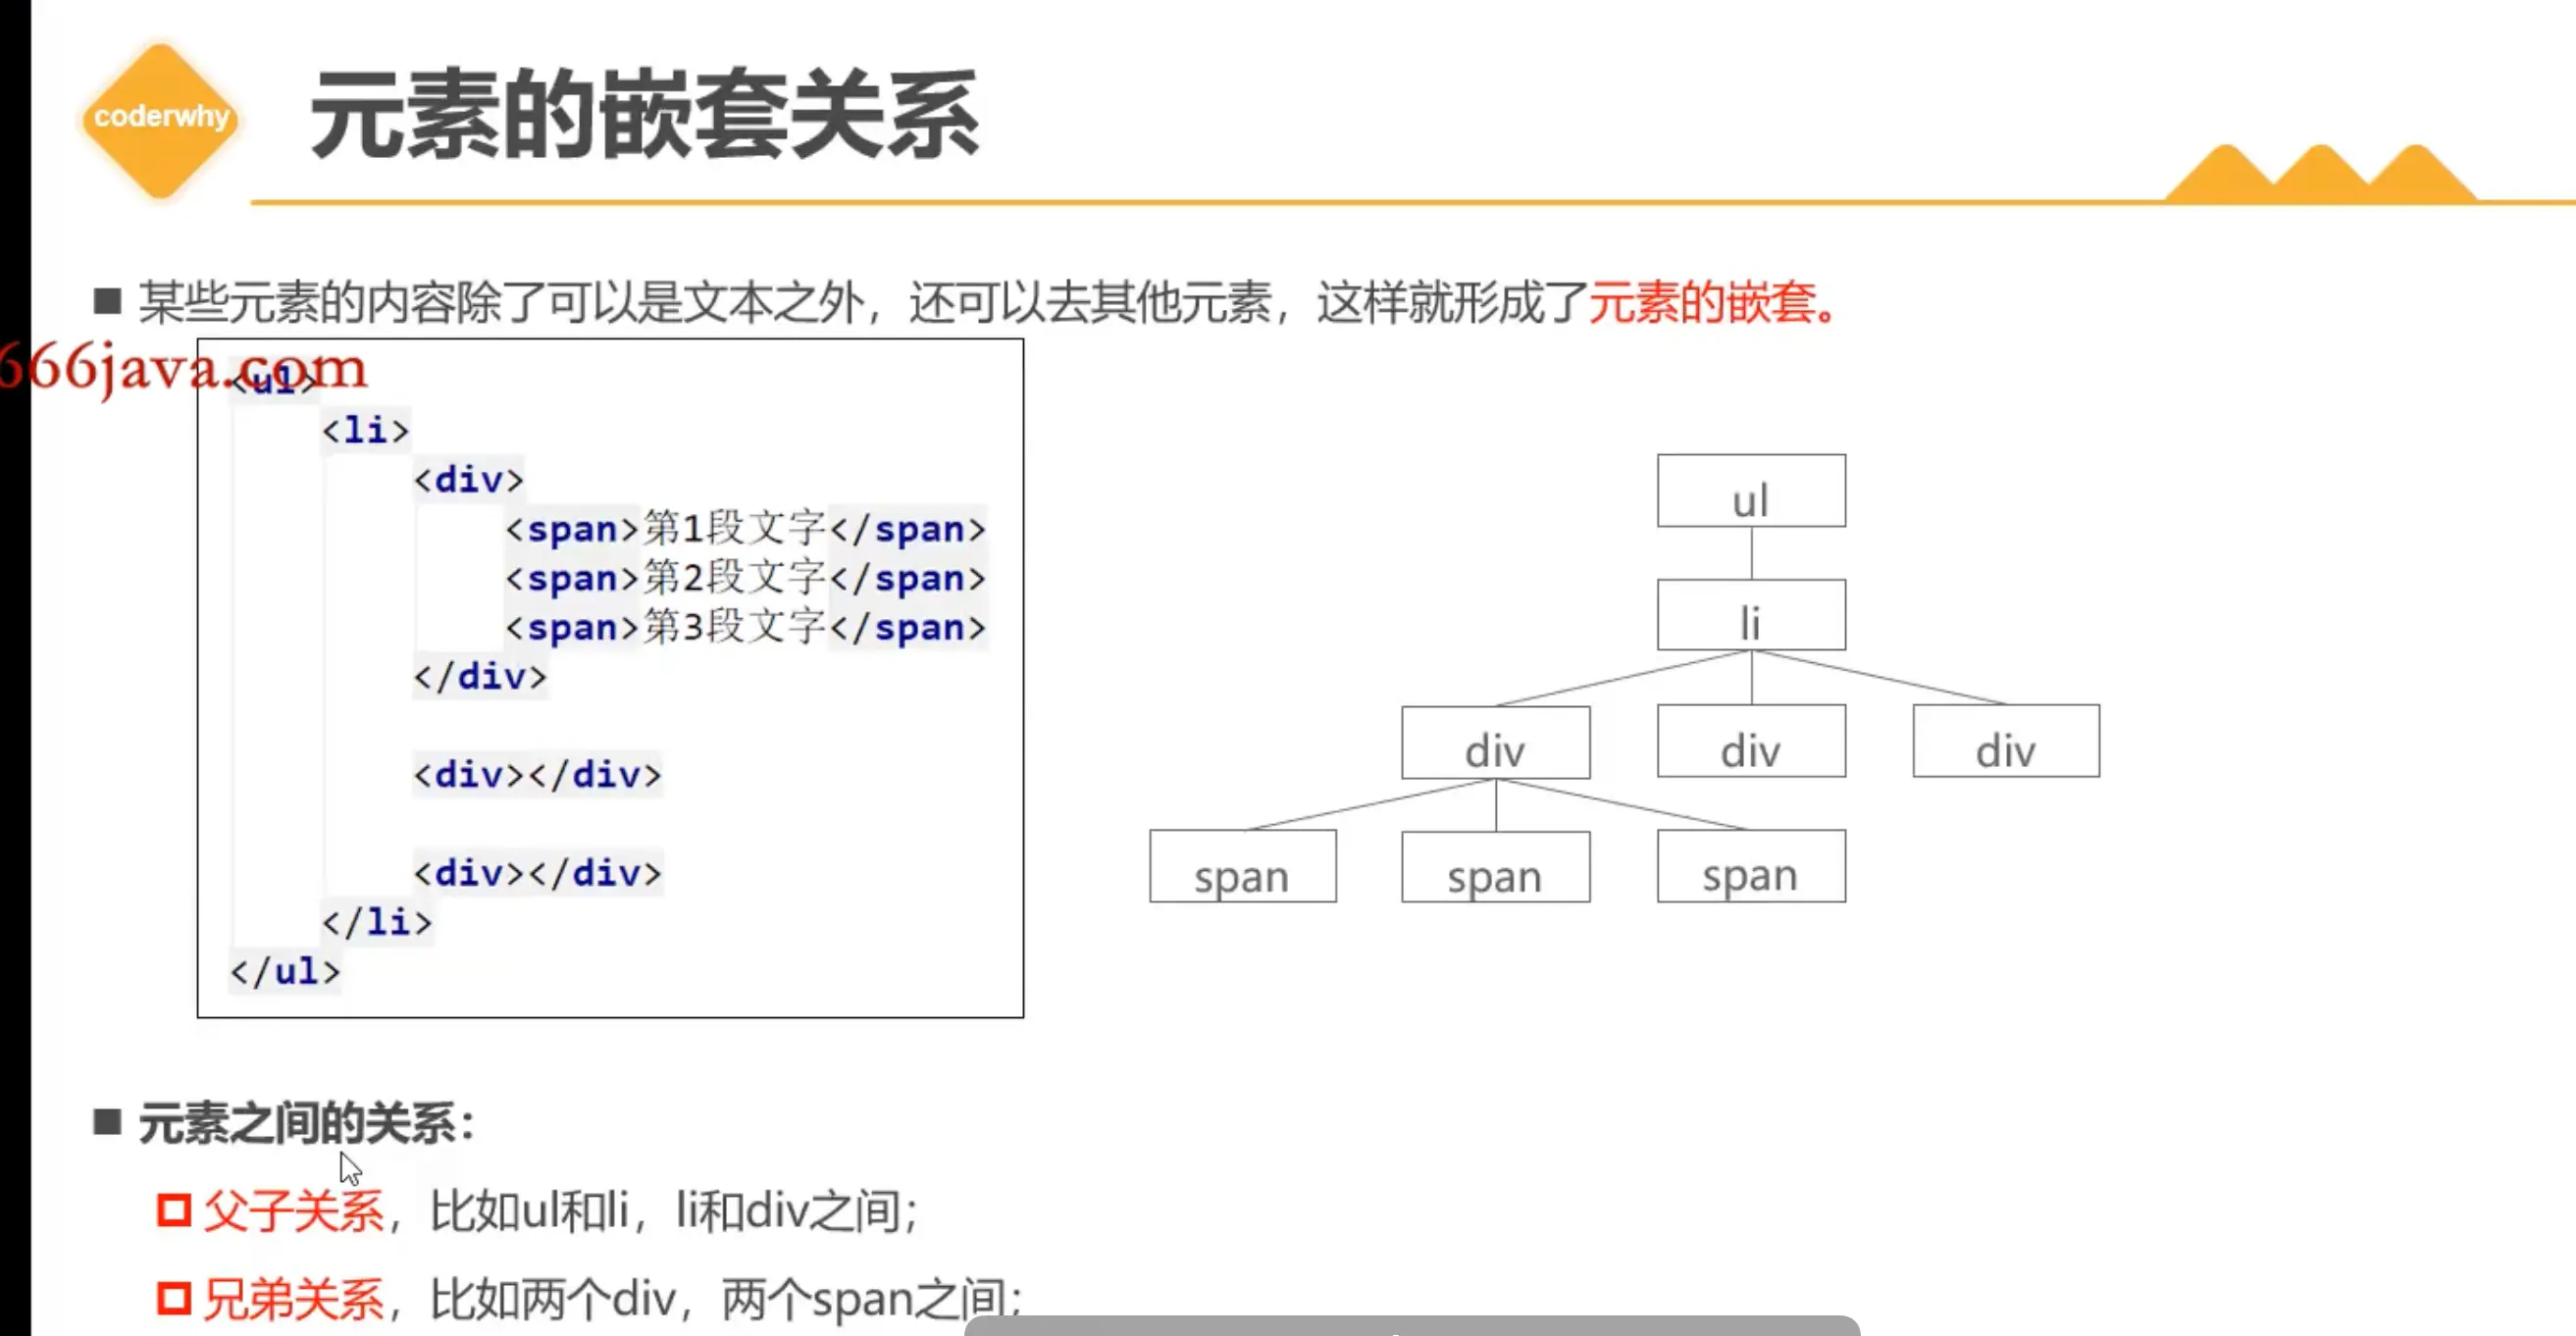 coderwhy
元素的嵌套关系
某些元素的内容除了可以是文本之外，还可以去其他元素，这样就形成了元素的嵌套。
666java.com
<ul>
<li>
<div>
<span>第1段文字</span>
<span>第2段文字</span>
<span>第3段文字</span>
</div>
<div></div>
<div></div>
</li>
</ul>
ul
li
div div div
span span span
元素之间的关系：
父子关系，比如ul和li，li和div之间；
兄弟关系，比如两个div，两个span之间；